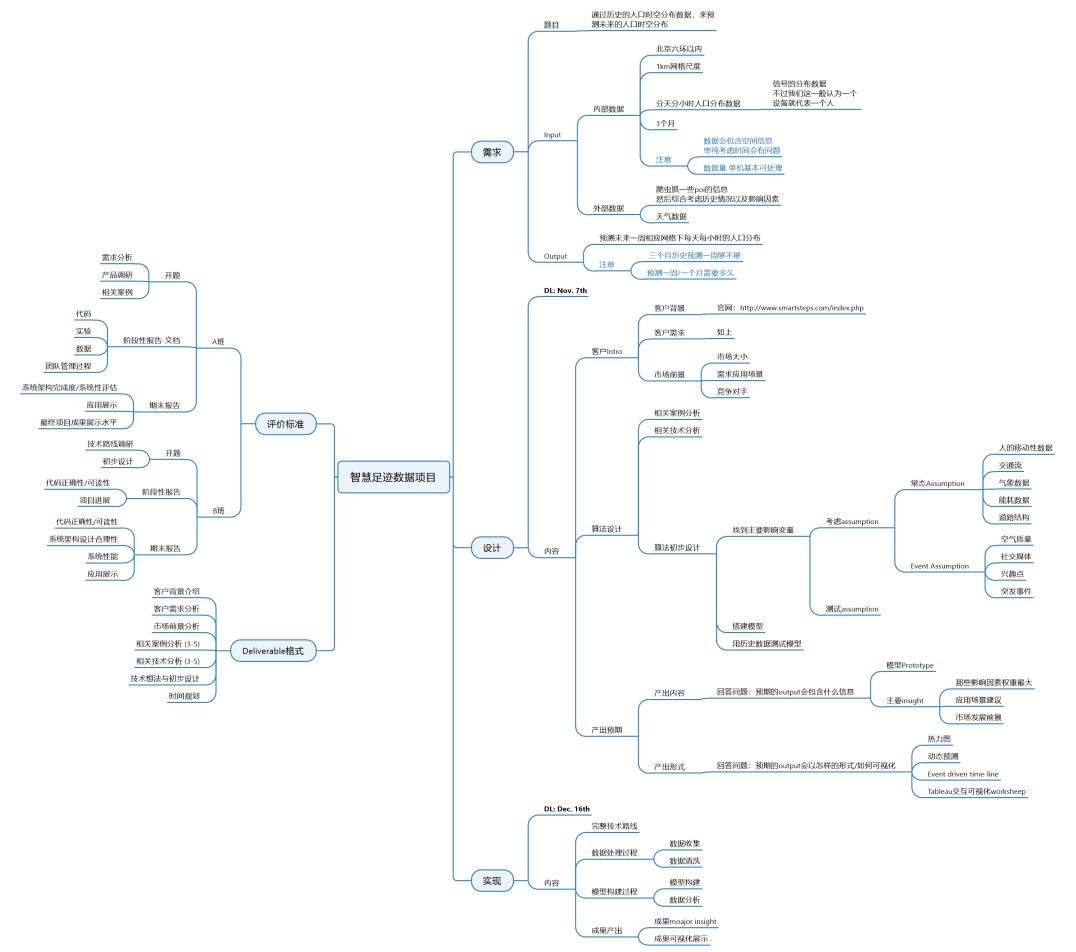 智慧足迹数据项目
需求
题目
通过历史的人口时空分布数据，来预
测未来的人口时空分布
Input
内部数据
北京六环以内
1km网格尺度
分天分小时人口分布数据
信号的分布数据
不过我们这一般认为一个
设备就代表一个人
3个月
注意
数据会包含空间信息
单纯考虑时间会有问题
数据量 单机基本可处理
外部数据
爬虫抓一些poi的信息
然后综合考虑历史情况以及影响因素
天气数据
Output
预测未来一周相应网格下每天每小时的人口分布
注意
三个月历史预测一周够不够
预测一周/一个月需要多久
设计
DL: Nov. 7th
内容
客户Intro
客户背景
官网：http://www.smartsteps.com/index.php
客户需求
如上
市场前景
市场大小
需求应用场景
竞争对手
算法设计
相关案例分析
相关技术分析
算法初步设计
找到主要影响变量
考虑assumption
常态Assumption
人的移动性数据
交通流
气象数据
能耗数据
道路结构
Event Assumption
空气质量
社交媒体
兴趣点
突发事件
测试assumption
搭建模型
用历史数据测试模型
产出预期
产出内容
回答问题：预期的output会包含什么信息
模型Prototype
主要insight
那些影响因素权重最大
应用场景建议
市场发展前景
产出形式
回答问题：预期的output会以怎样的形式/如何可视化
热力图
动态预测
Event driven time-line
Tableau交互可视化worksheep
实现
DL: Dec. 16th
内容
完整技术路线
数据处理过程
数据收集
数据清洗
模型构建过程
模型构建
数据分析
成果产出
成果moajor insight
成果可视化展示
评价标准
A班
开题
需求分析
产品调研
相关案例
阶段性报告-文档
代码
实验
数据
团队管理过程
期末报告
系统架构完成度/系统性评估
应用展示
最终项目成果展示水平
B班
开题
技术路线调研
初步设计
阶段性报告
代码正确性/可读性
项目进展
期末报告
代码正确性/可读性
系统架构设计合理性
系统性能
应用展示
Deliverable格式
客户背景介绍
客户需求分析
市场前景分析
相关案例分析 (3-5)
相关技术分析 (3-5)
技术想法与初步设计
时间规划